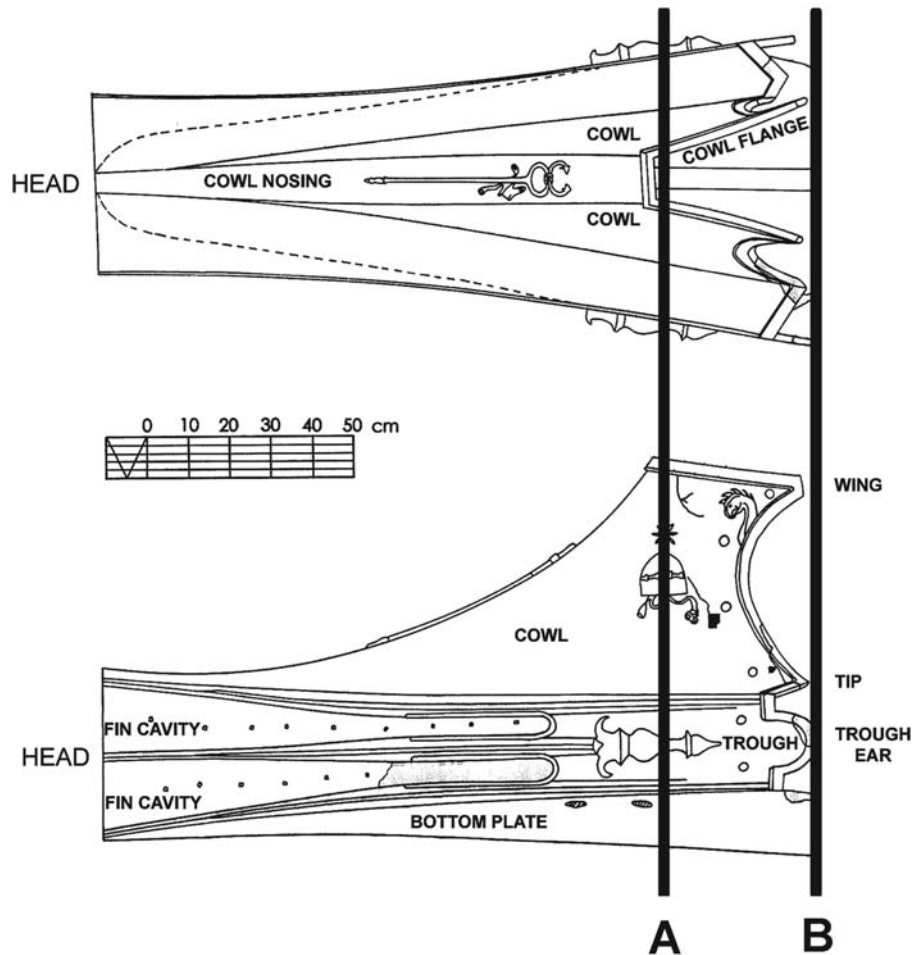 COWL
COWL FLANGE
HEAD
COWL NOSING
COWL
0 10 20 30 40 50 cm
WING
COWL
TIP
FIN CAVITY
HEAD
TROUGH
TROUGH
EAR
FIN CAVITY
BOTTOM PLATE
A B